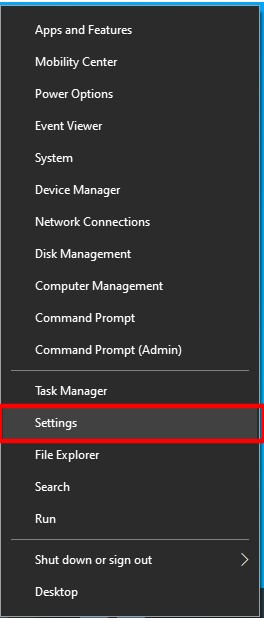 Apps and Features
Mobility Center
Power Options
Event Viewer
System
Device Manager
Network Connections
Disk Management
Computer Management
Command Prompt
Command Prompt (Admin)
Task Manager
Settings
File Explorer
Search
Run
Shut down or sign out
Desktop